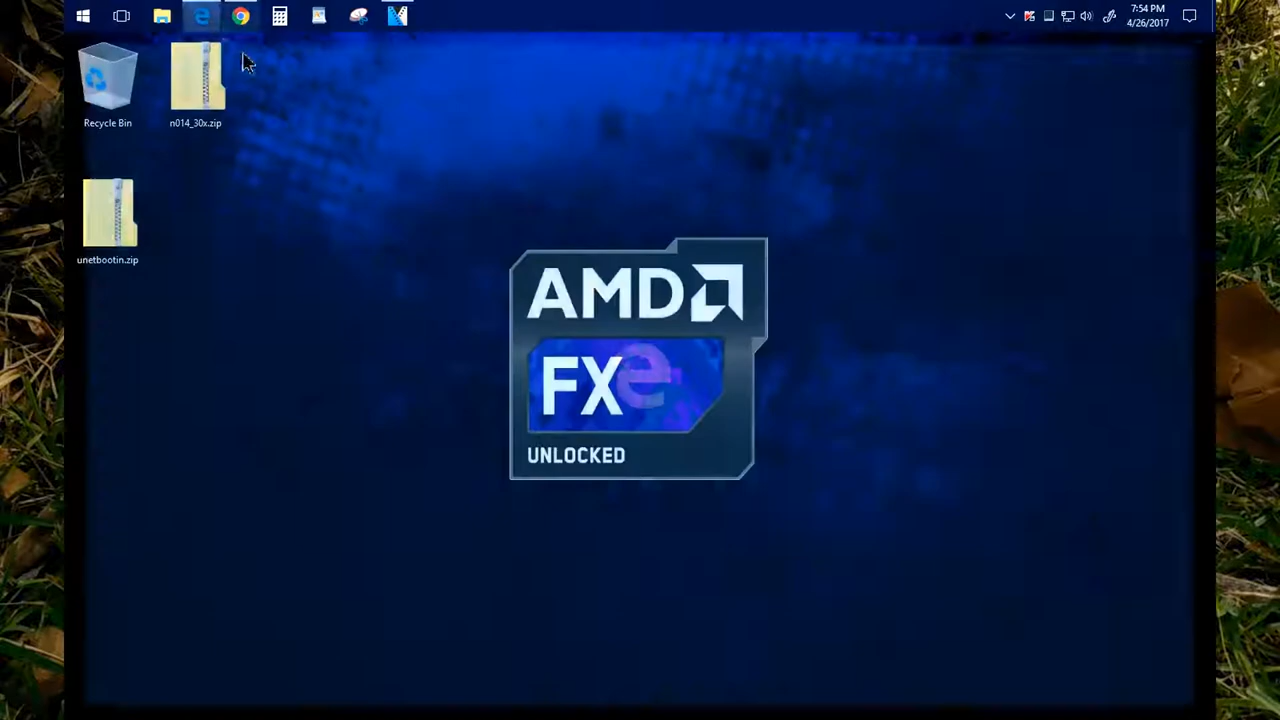 7:54 PM
4/26/2017
Recycle Bin
n014_30x.zip
unetbootin.zip
AMD
FX
UNLOCKED